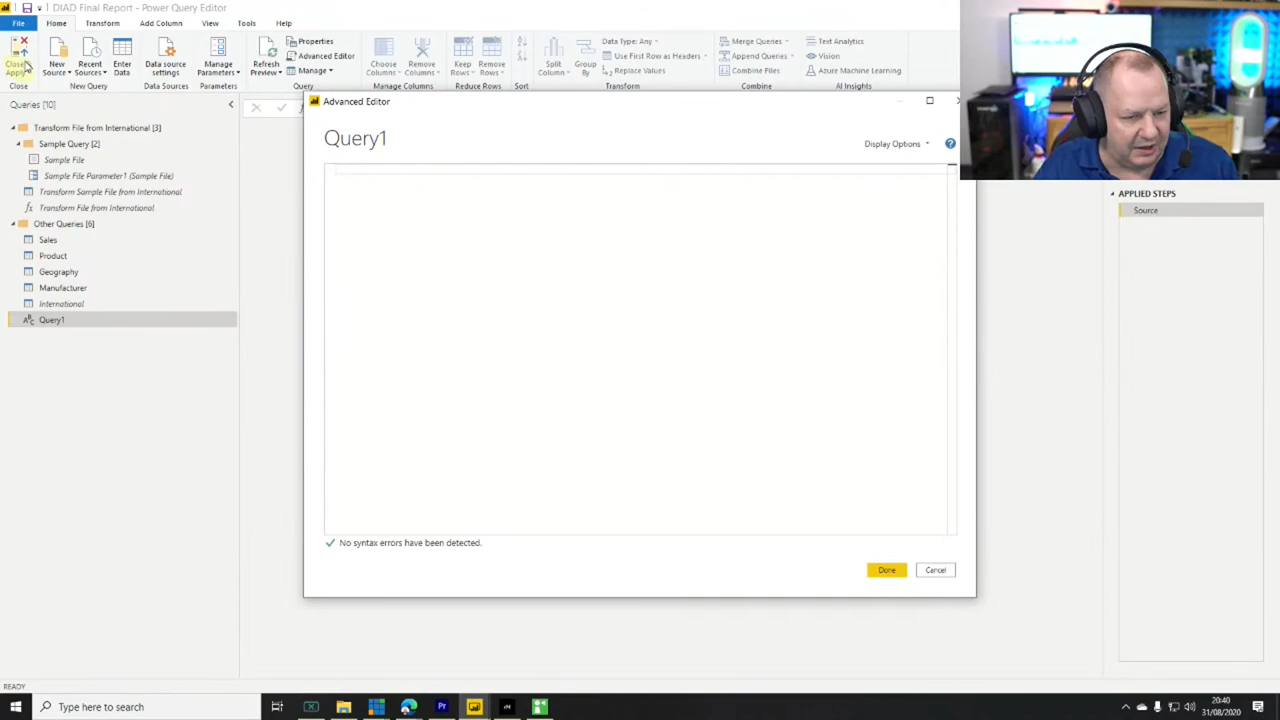 DIAD Final Report - Power Query Editor
File Home Transform Add Column View Tools Help
Close & Apply
New Source
Recent Sources
Enter Data
Data source settings
Manage Parameters
Refresh Preview
Properties
Advanced Editor
Manage
Choose Columns
Remove Columns
Keep Rows
Remove Rows
Split Column
Group By
Data Type: Any
Use First Row as Headers
Replace Values
Merge Queries
Append Queries
Combine Files
Text Analytics
Vision
Azure Machine Learning
Close New Query Data Sources Parameters Query Manage Columns Reduce Rows Sort Transform Combine AI Insights
Queries [10]
Transform File from International [3]
Sample Query [2]
Sample File
Sample File Parameter1 (Sample File)
Transform Sample File from International
fx Transform File from International
Other Queries [6]
Sales
Product
Geography
Manufacturer
International
ABC Query1
Advanced Editor
Query1
Display Options
No syntax errors have been detected.
Done Cancel
APPLIED STEPS
Source
READY
Type here to search
20:40
31/08/2020